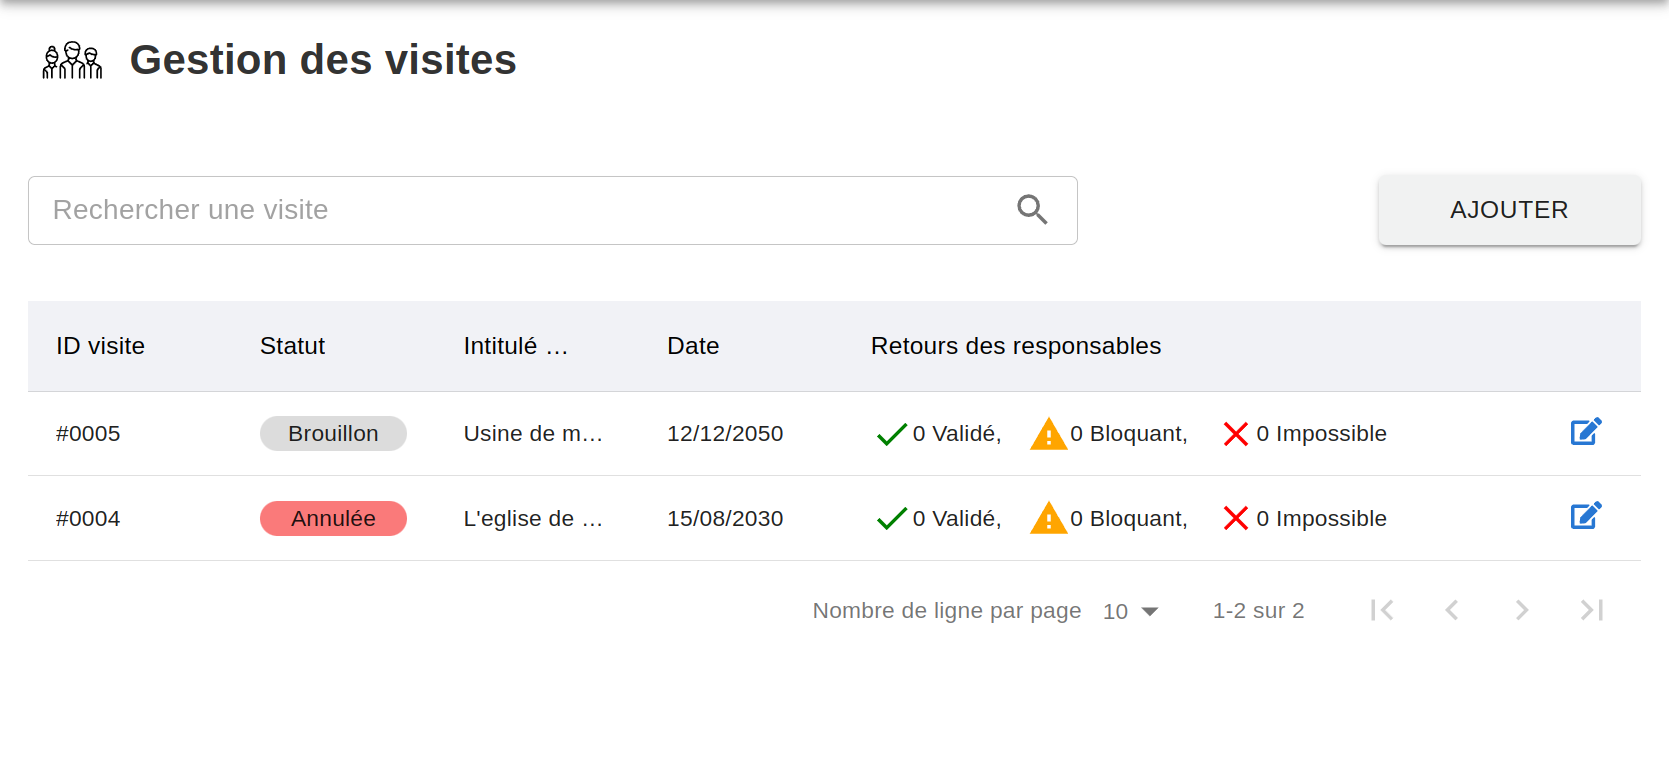 Gestion des visites
Rechercher une visite
AJOUTER
ID visite Statut Intitulé … Date Retours des responsables
#0005 Brouillon Usine de m… 12/12/2050 0 Validé, 0 Bloquant, 0 Impossible
#0004 Annulée L'eglise de … 15/08/2030 0 Validé, 0 Bloquant, 0 Impossible
Nombre de ligne par page 10 1-2 sur 2